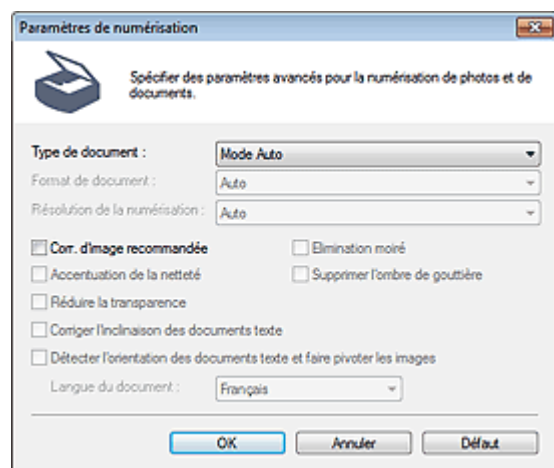 Paramètres de numérisation
Spécifier des paramètres avancés pour la numérisation de photos et de
documents.
Type de document : Mode Auto
Format de document : Auto
Résolution de la numérisation : Auto
Corr. d'image recommandée Elimination moiré
Accentuation de la netteté Supprimer l'ombre de gouttière
Réduire la transparence
Corriger l'inclinaison des documents texte
Détecter l'orientation des documents texte et faire pivoter les images
Langue du document : Français
OK Annuler Défaut